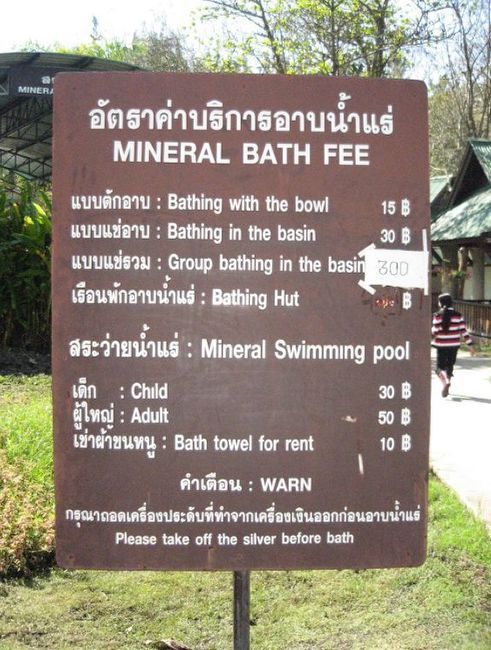 MINERAL
อัตราค่าบริการอาบน้ำแร่
MINERAL BATH FEE
แบบตักอาบ : Bathing with the bowl 15 ฿
แบบแช่อาบ : Bathing in the basin 30 ฿
แบบแช่รวม : Group bathing in the basin 300
เรือนพักอาบน้ำแร่ : Bathing Hut ฿
สระว่ายน้ำแร่ : Mineral Swimming pool
เด็ก : Child 30 ฿
ผู้ใหญ่ : Adult 50 ฿
เช่าผ้าขนหนู : Bath towel for rent 10 ฿
คำเตือน : WARN
กรุณาถอดเครื่องประดับที่ทำจากเครื่องเงินออกก่อนอาบน้ำแร่
Please take off the silver before bath